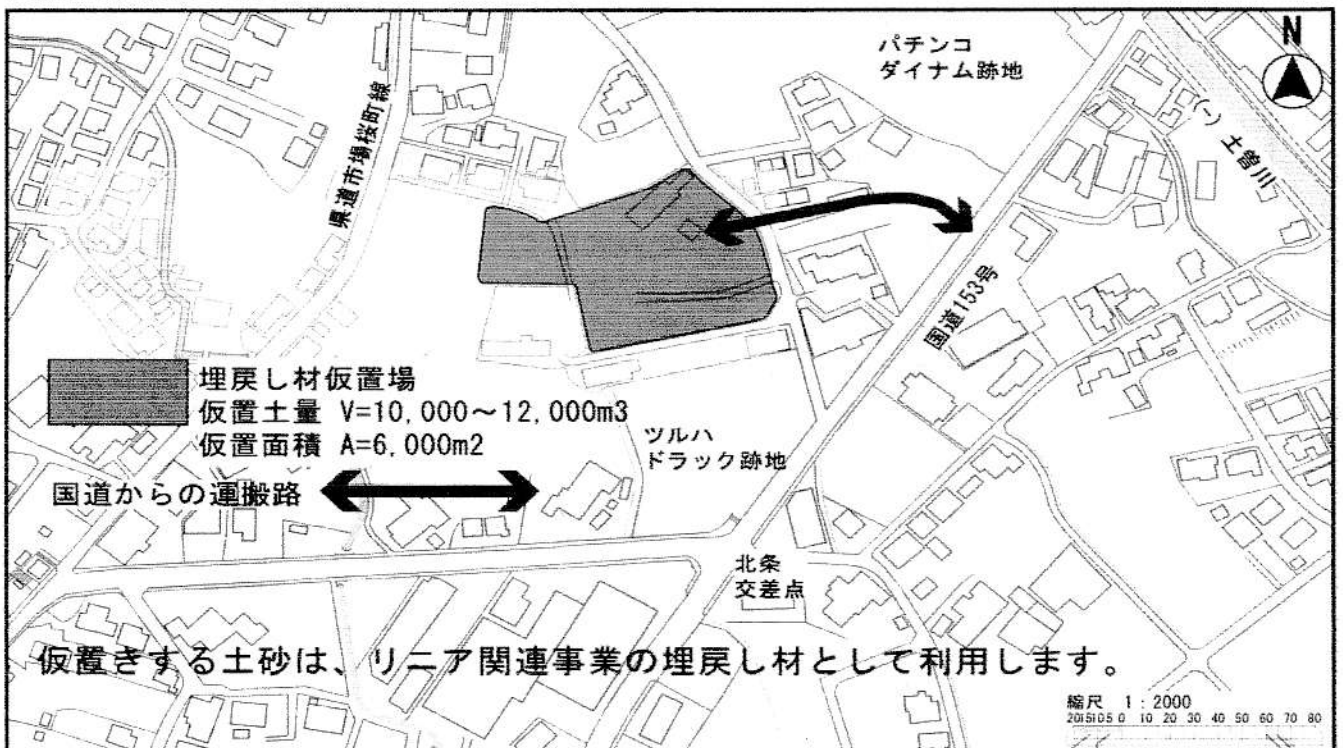 パチンコ
ダイナム跡地
N
県道市場桜町線
(一) 土曽川
国道153号
埋戻し材仮置場
仮置土量 V=10,000～12,000m3
仮置面積 A=6,000m2
国道からの運搬路
ツルハ
ドラック跡地
北条
交差点
仮置きする土砂は、リニア関連事業の埋戻し材として利用します。
縮尺 1:2000
20151050 10 20 30 40 50 60 70 80